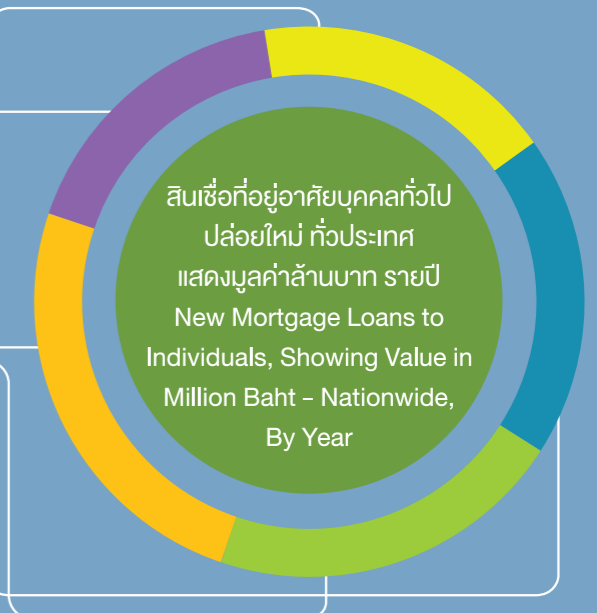 สินเชื่อที่อยู่อาศัยบุคคลทั่วไป
ปล่อยใหม่ ทั่วประเทศ
แสดงมูลค่าล้านบาท รายปี
New Mortgage Loans to
Individuals, Showing Value in
Million Baht - Nationwide,
By Year